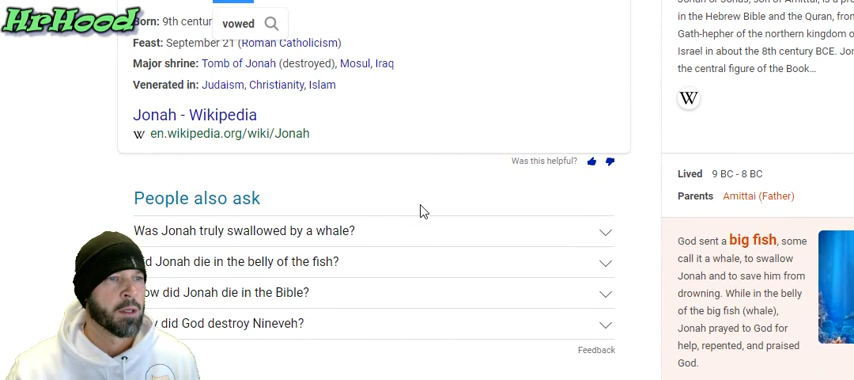 HrHood
Born: 9th
vowed
Feast: September 21 (Roman Catholicism)
Major shrine: Tomb of Jonah (destroyed), Mosul, Iraq
Venerated in: Judaism, Christianity, Islam
Jonah - Wikipedia
W en.wikipedia.org/wiki/Jonah
Was this helpful?
People also ask
Was Jonah truly swallowed by a whale?
Did Jonah die in the belly of the fish?
How did Jonah die in the Bible?
did God destroy Nineveh?
Feedback
in the Hebrew Bible and the Quran, from
Gath-hepher of the northern kingdom of
Israel in about the 8th century BCE.
the central figure of the Book...
W
Lived 9 BC - 8 BC
Parents Amittai (Father)
God sent a big fish, some
call it a whale, to swallow
Jonah and to save him from
drowning. While in the belly
of the big fish (whale),
Jonah prayed to God for
help, repented, and praised
God.